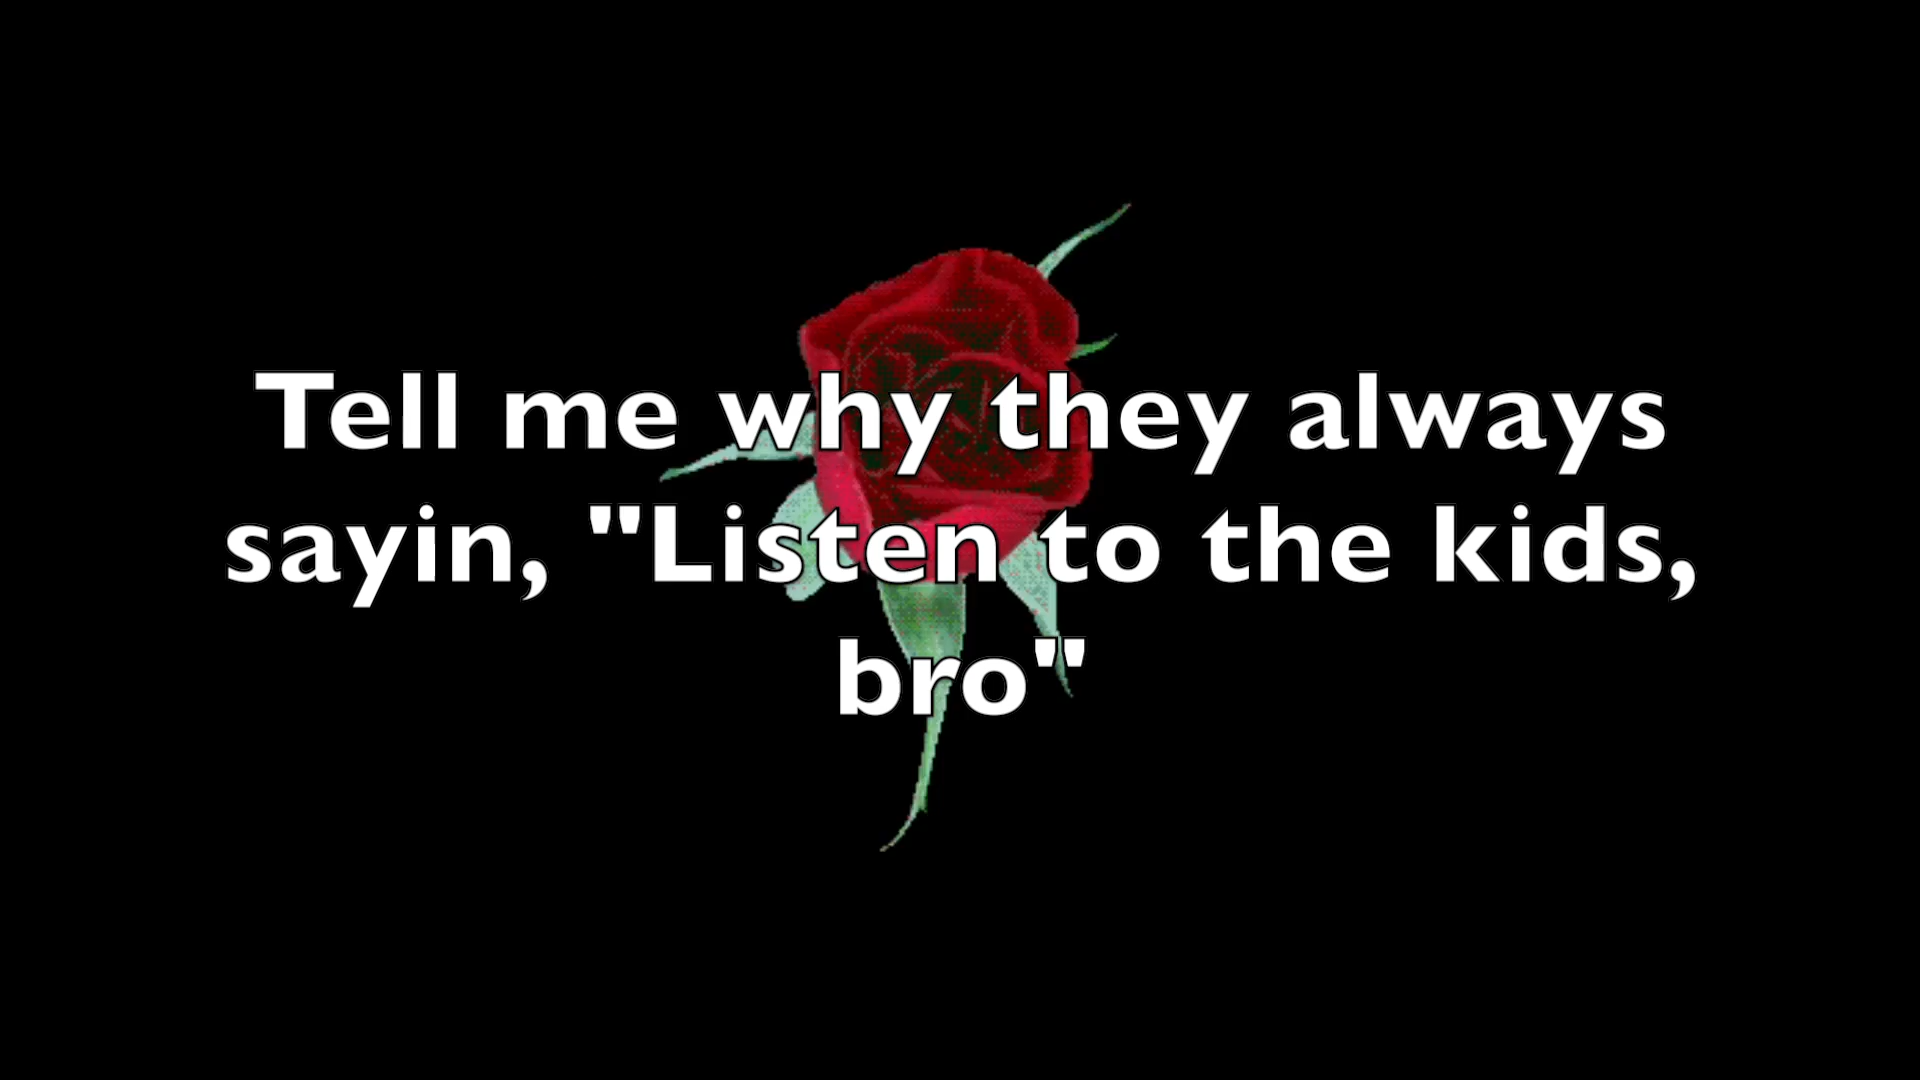 Tell me why they always
sayin, "Listen to the kids,
bro"